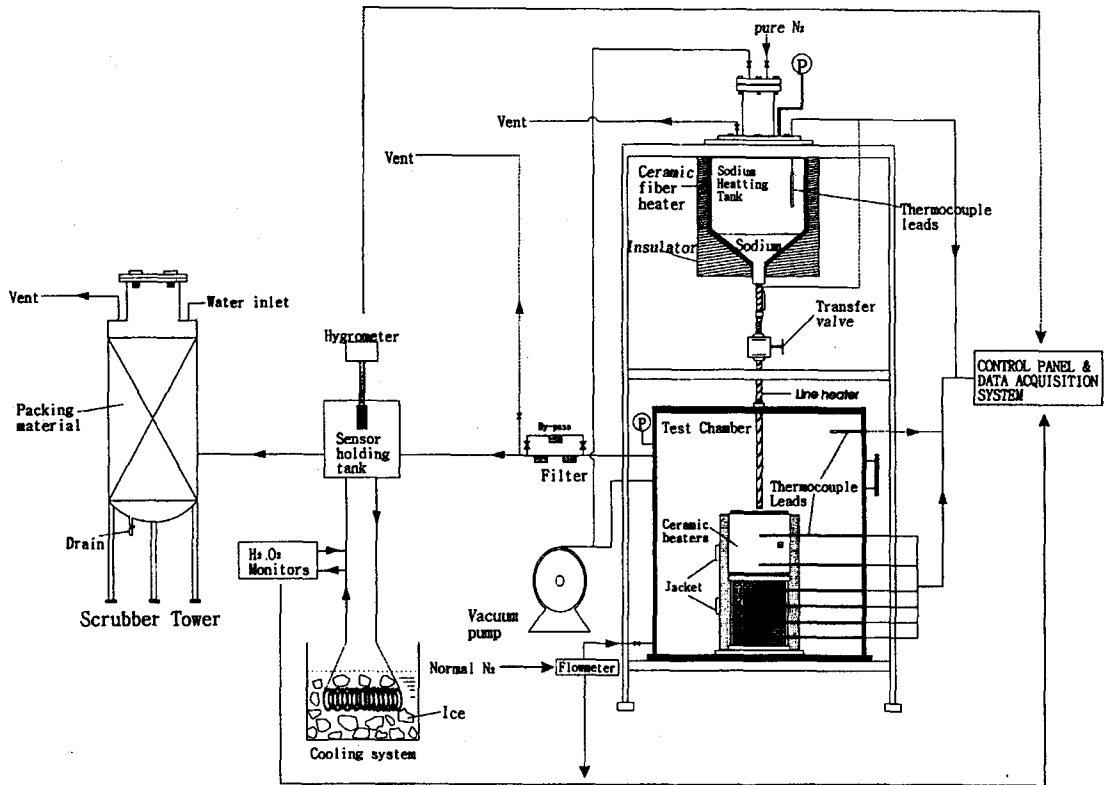 pure N₂
P
Vent
Vent
Ceramic
fiber
heater
Sodium
Heatting
Tank
Thermocouple
leads
Insulator
Sodium
Vent
Water inlet
Transfer
valve
Hygrometer
CONTROL PANEL &
DATA ACQUISITION
SYSTEM
Line heater
Packing
material
Sensor
holding
tank
By-pass
Filter
P
Test Chamber
Thermocouple
Leads
Ceramic
heaters
Drain
H₂.O₂
Monitors
Jacket
Scrubber Tower
Vacuum
pump
Normal N₂
Flowmeter
Ice
Cooling system